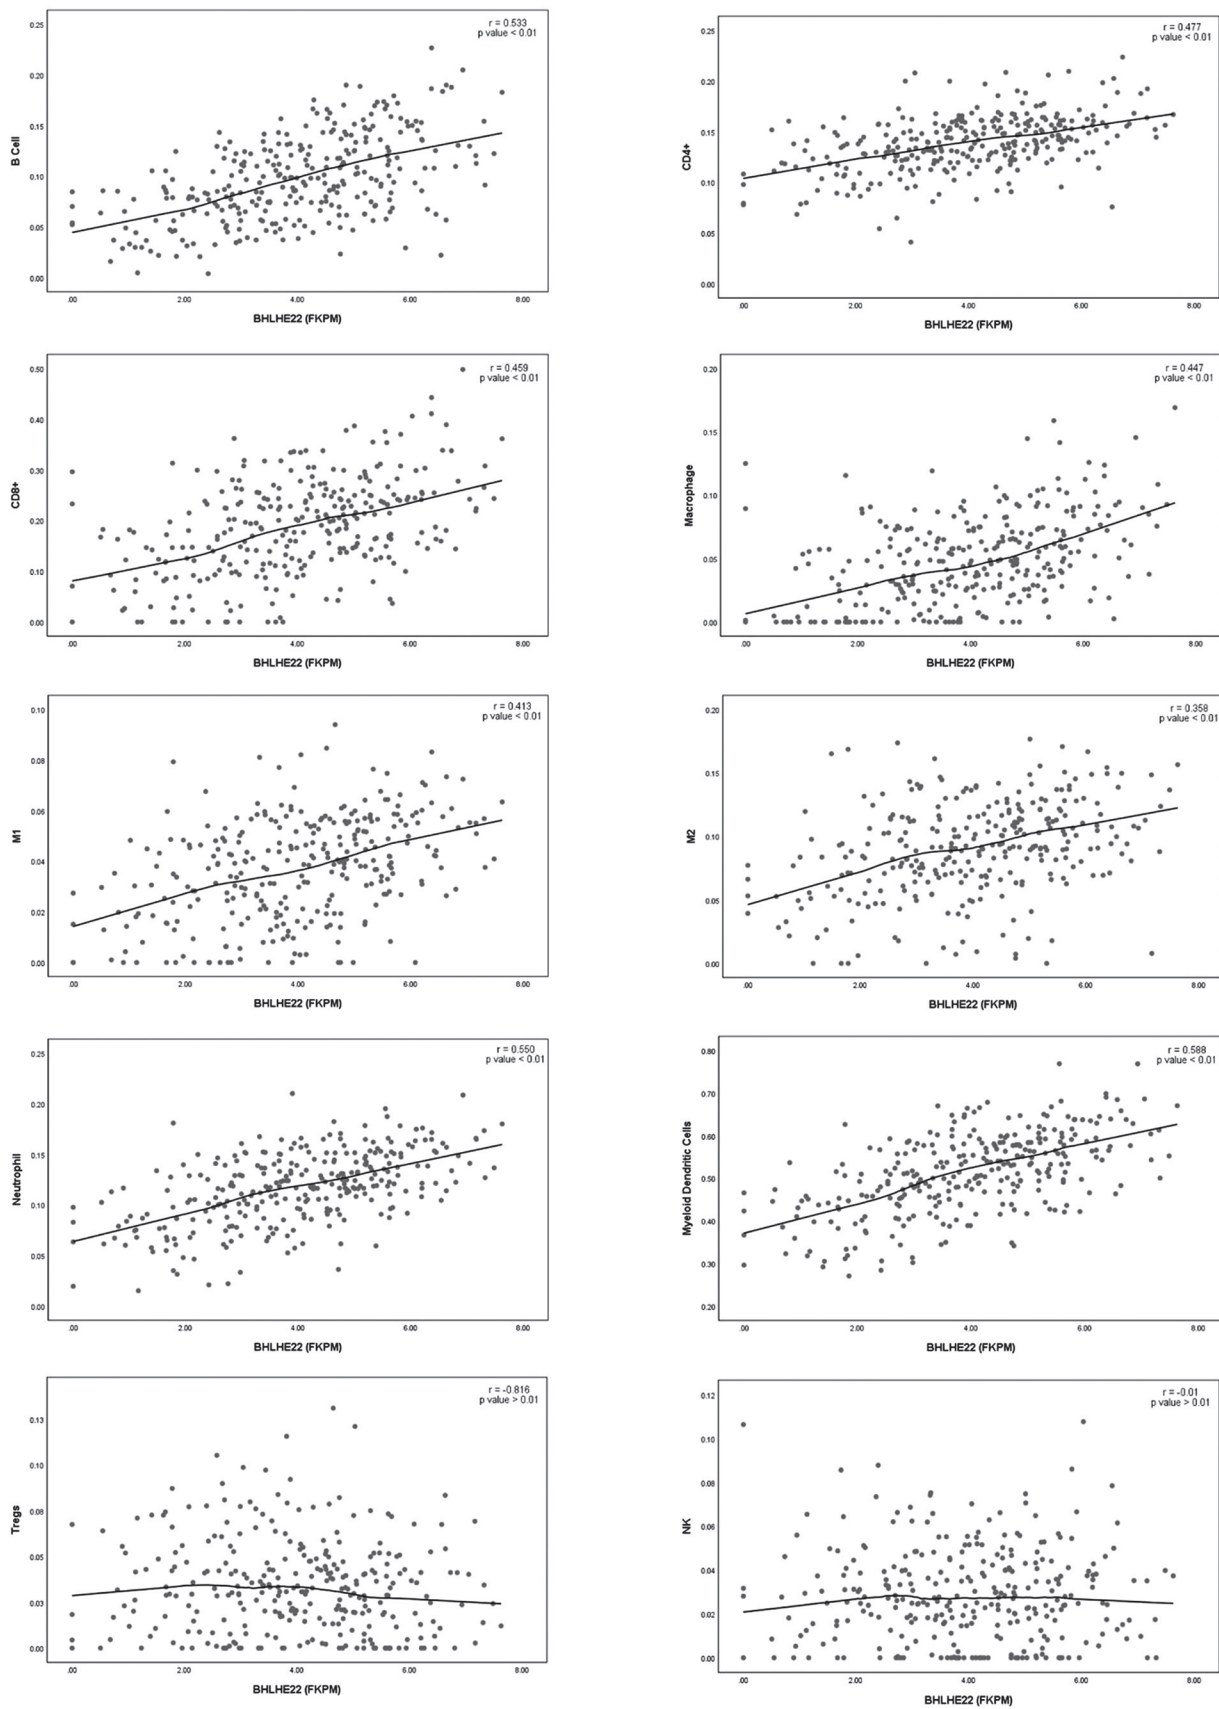 r = 0.533
p value < 0.01
0.25
0.20
0.15
0.10
0.05
0.00
B Cell
.00 2.00 4.00 6.00 8.00
BHLHE22 (FKPM)
r = 0.477
p value < 0.01
0.25
0.20
0.15
0.10
0.05
0.00
CD4+
.00 2.00 4.00 6.00 8.00
BHLHE22 (FKPM)
r = 0.459
p value < 0.01
0.50
0.40
0.30
0.20
0.10
0.00
CD8+
.00 2.00 4.00 6.00 8.00
BHLHE22 (FKPM)
r = 0.447
p value < 0.01
0.20
0.15
0.10
0.05
0.00
Macrophage
.00 2.00 4.00 6.00 8.00
BHLHE22 (FKPM)
r = 0.413
p value < 0.01
0.10
0.08
0.06
0.04
0.02
0.00
M1
.00 2.00 4.00 6.00 8.00
BHLHE22 (FKPM)
r = 0.358
p value < 0.01
0.20
0.15
0.10
0.05
0.00
M2
.00 2.00 4.00 6.00 8.00
BHLHE22 (FKPM)
r = 0.550
p value < 0.01
0.25
0.20
0.15
0.10
0.05
0.00
Neutrophil
.00 2.00 4.00 6.00 8.00
BHLHE22 (FKPM)
r = 0.588
p value < 0.01
0.80
0.70
0.60
0.50
0.40
0.30
0.20
Myeloid Dendritic Cells
.00 2.00 4.00 6.00 8.00
BHLHE22 (FKPM)
r = -0.816
p value > 0.01
0.13
0.10
0.08
0.05
0.03
0.00
Tregs
.00 2.00 4.00 6.00 8.00
BHLHE22 (FKPM)
r = -0.01
p value > 0.01
0.12
0.10
0.08
0.06
0.04
0.02
0.00
NK
.00 2.00 4.00 6.00 8.00
BHLHE22 (FKPM)